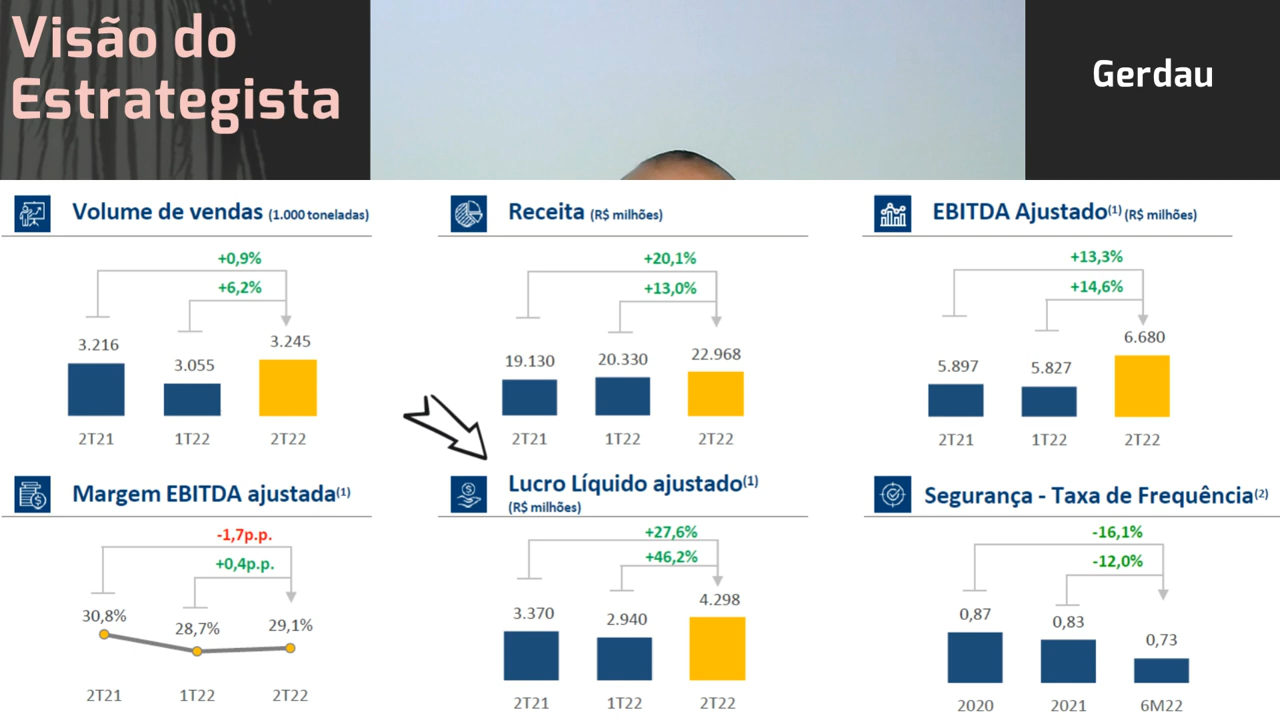 Visão do
Estrategista
Gerdau
Volume de vendas (1.000 toneladas)
+0,9%
+6,2%
3.216
3.055
3.245
2T21
1T22
2T22
Receita (R$ milhões)
+20,1%
+13,0%
19.130
20.330
22.968
2T21
1T22
2T22
EBITDA Ajustado(1) (R$ milhões)
+13,3%
+14,6%
5.897
5.827
6.680
2T21
1T22
2T22
Margem EBITDA ajustada(1)
-1,7p.p.
+0,4p.p.
30,8%
28,7%
29,1%
2T21
1T22
2T22
Lucro Líquido ajustado(1)
(R$ milhões)
+27,6%
+46,2%
3.370
2.940
4.298
2T21
1T22
2T22
Segurança - Taxa de Frequência(2)
-16,1%
-12,0%
0,87
0,83
0,73
2020
2021
6M22